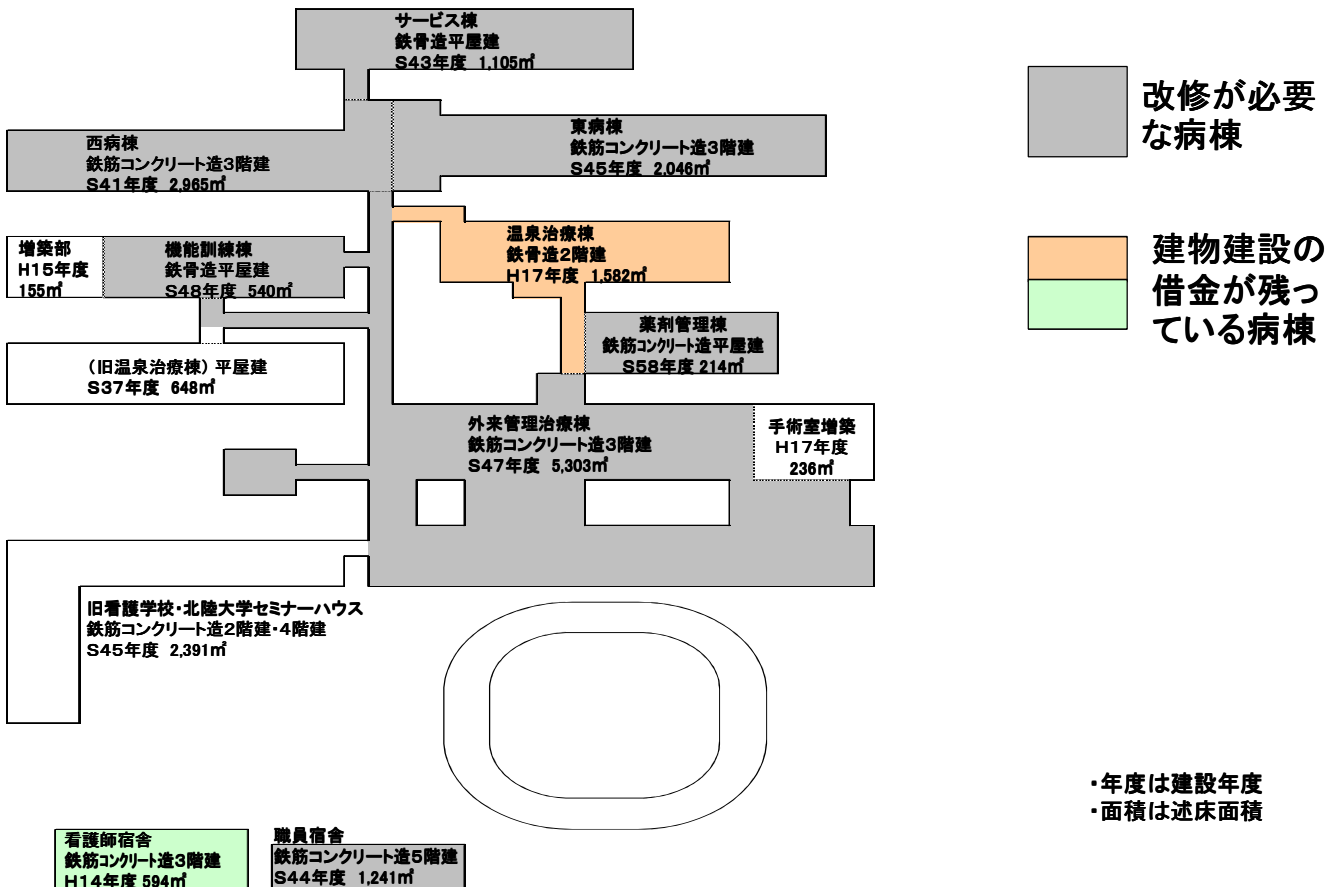 サービス棟
鉄骨造平屋建
S43年度 1,105㎡
西病棟
鉄筋コンクリート造3階建
S41年度 2,965㎡
東病棟
鉄筋コンクリート造3階建
S45年度 2,046㎡
増築部
H15年度
155㎡
機能訓練棟
鉄骨造平屋建
S48年度 540㎡
温泉治療棟
鉄骨造2階建
H17年度 1,582㎡
薬剤管理棟
鉄筋コンクリート造平屋建
S58年度 214㎡
(旧温泉治療棟)平屋建
S37年度 648㎡
外来管理治療棟
鉄筋コンクリート造3階建
S47年度 5,303㎡
手術室増築
H17年度
236㎡
旧看護学校・北陸大学セミナーハウス
鉄筋コンクリート造2階建・4階建
S45年度 2,391㎡
看護師宿舎
鉄筋コンクリート造3階建
H14年度 594㎡
職員宿舎
鉄筋コンクリート造5階建
S44年度 1,241㎡
改修が必要
な病棟
建物建設の
借金が残っ
ている病棟
・年度は建設年度
・面積は述床面積